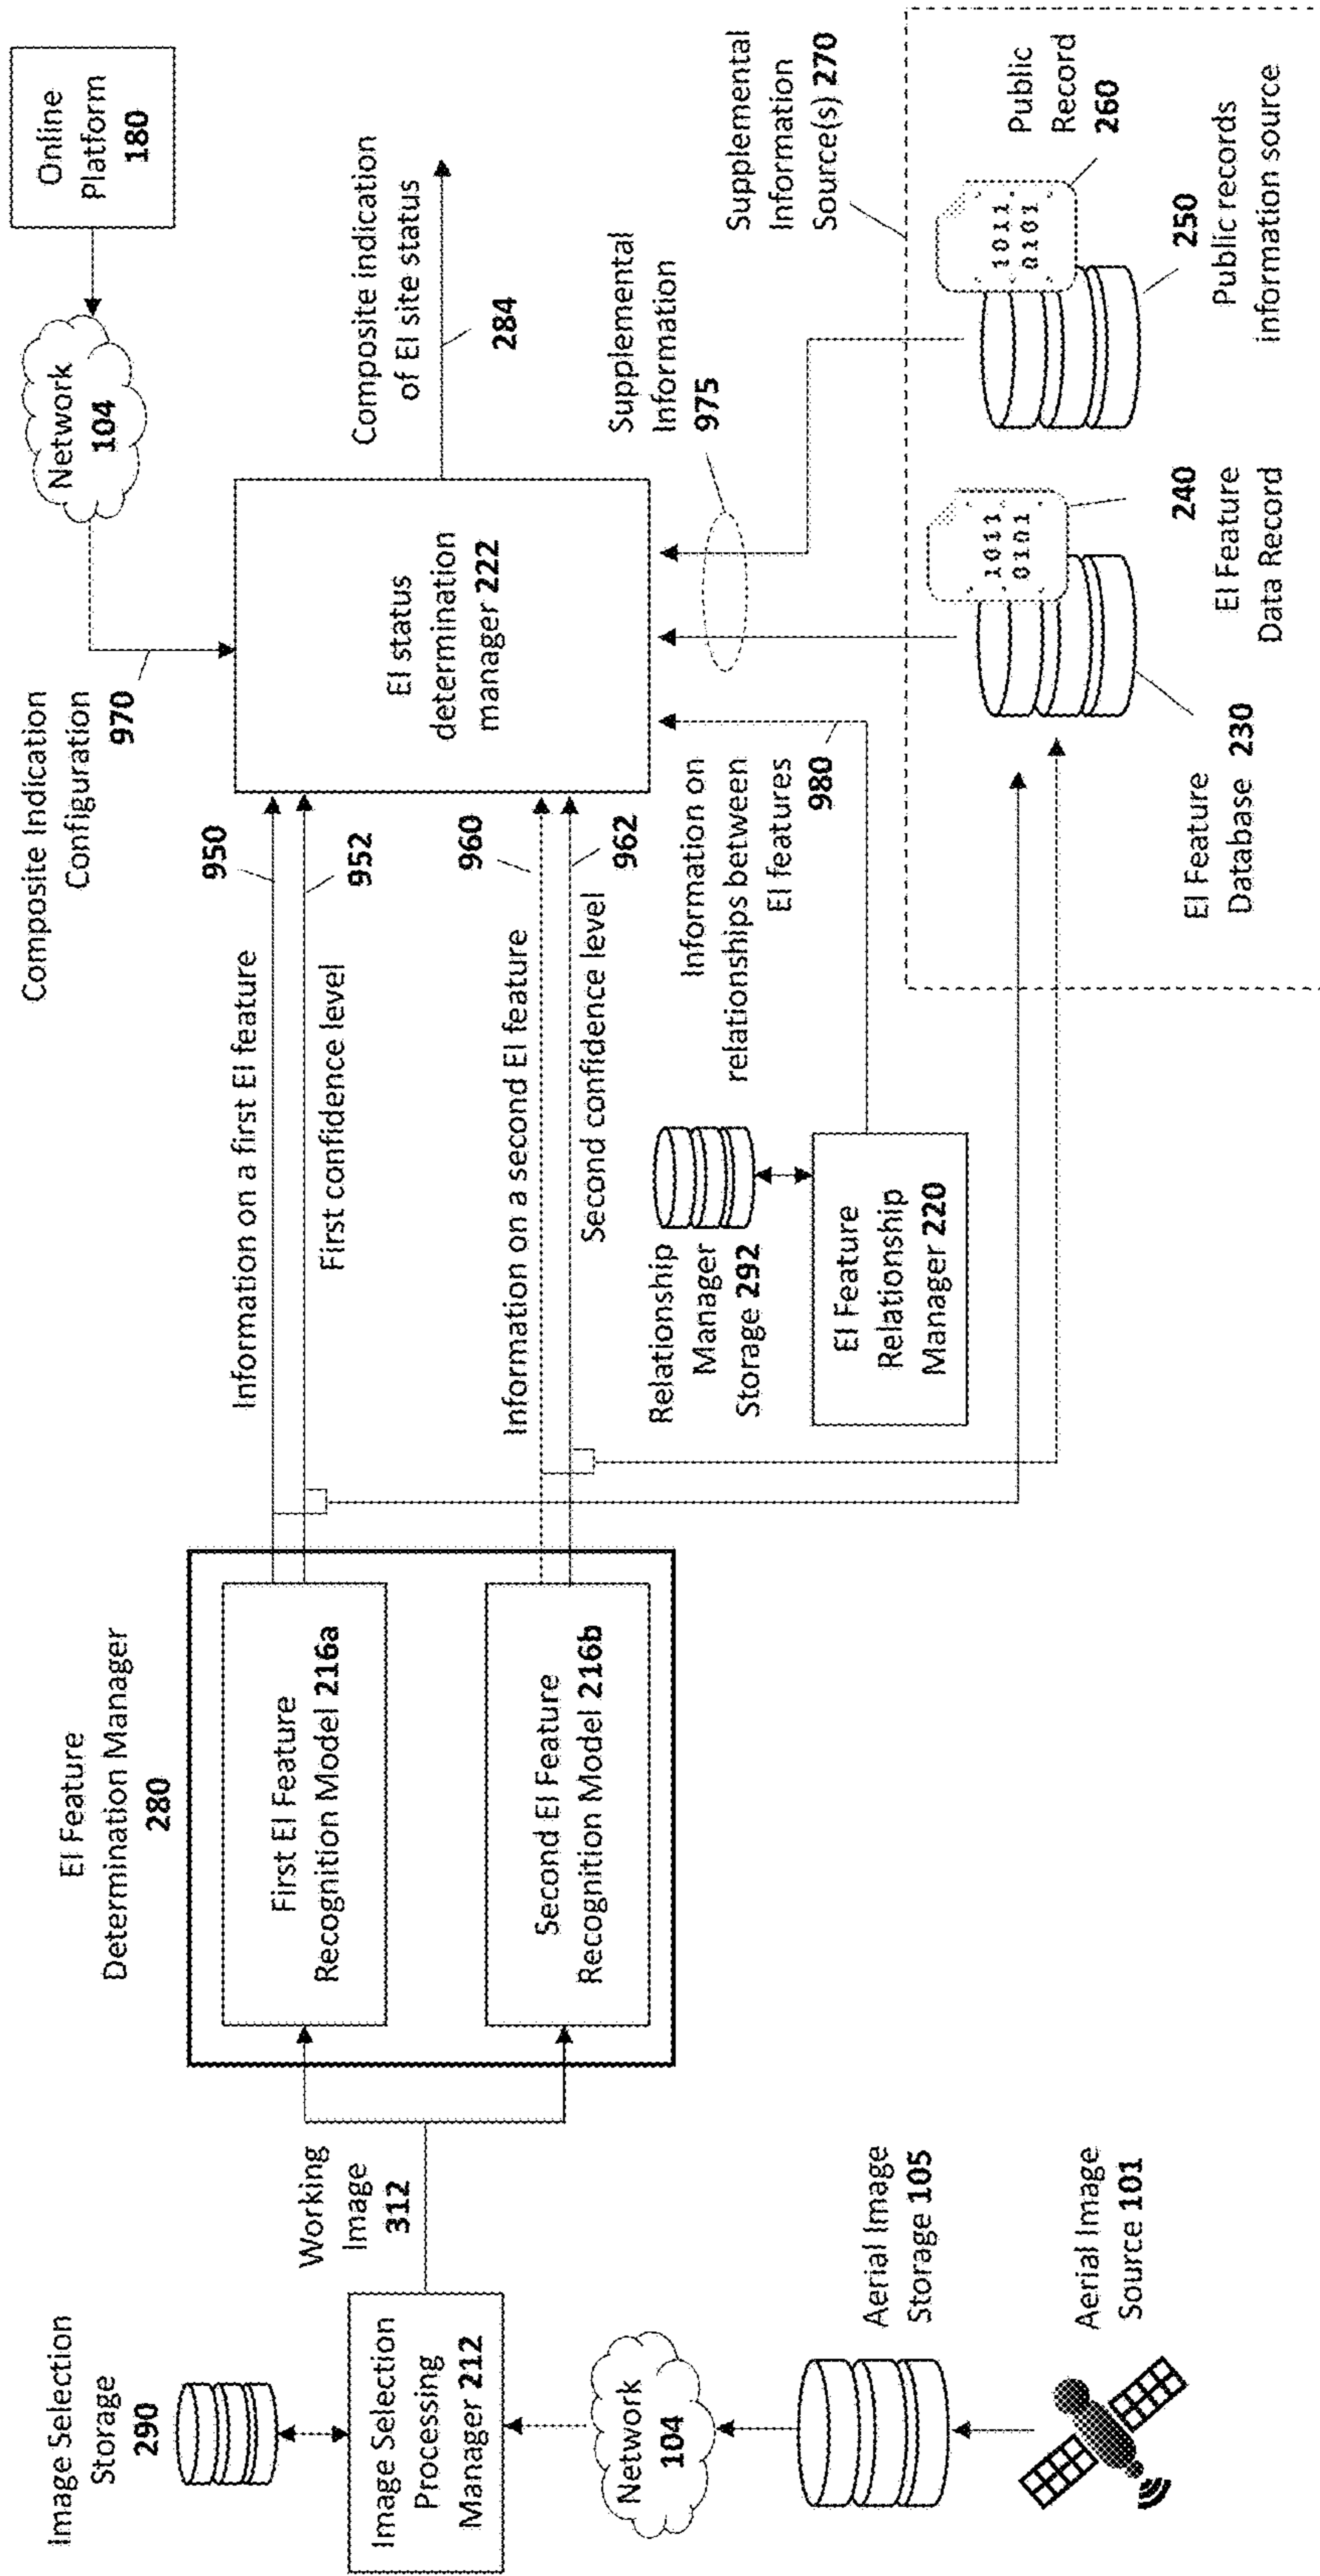 Image Selection
Storage
290
Image Selection
Processing
Manager 212
Network
104
Aerial Image
Storage 105
Aerial Image
Source 101
Working
Image
312
EI Feature
Determination Manager
280
First EI Feature
Recognition Model 216a
Second EI Feature
Recognition Model 216b
Information on a first EI feature
950
First confidence level
952
Information on a second EI feature
960
Second confidence level
962
Relationship
Manager
Storage 292
EI Feature
Relationship
Manager 220
Information on
relationships between
EI features
980
Composite Indication
Configuration
970
Network
104
Online
Platform
180
EI status
determination
manager 222
Composite indication
of EI site status
284
Supplemental
Information
975
Supplemental
Information
Source(s) 270
EI Feature
Database 230
1011
0101
240
EI Feature
Data Record
1011
0101
Public
Record
260
250
Public records
information source